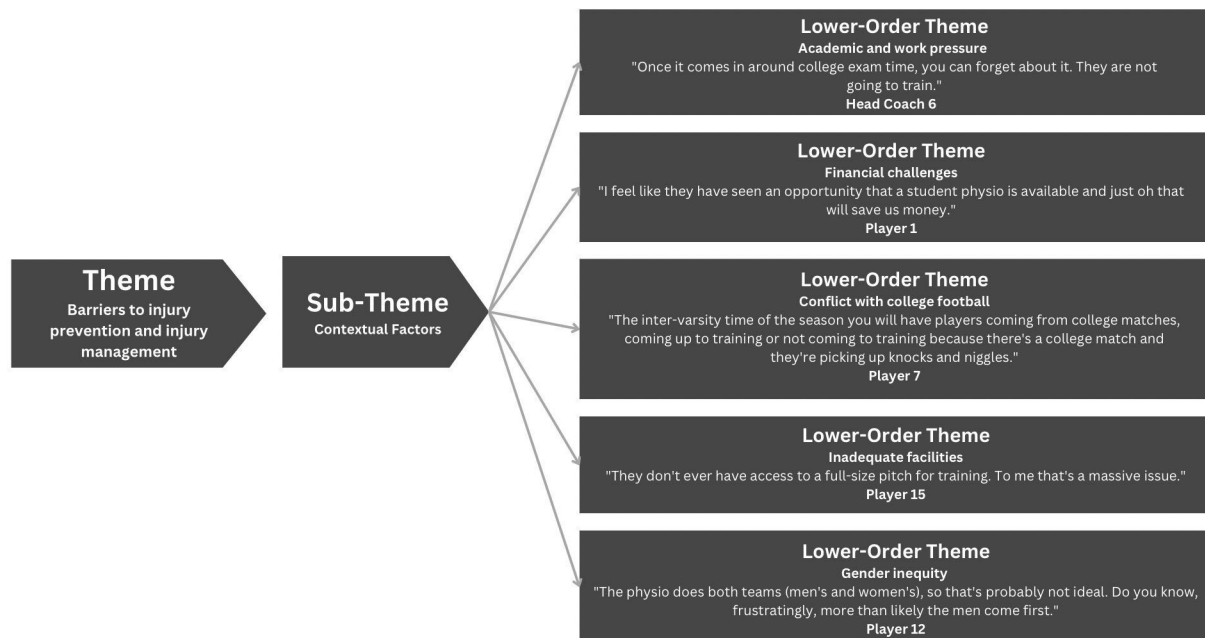 Theme
Barriers to injury
prevention and injury
management
Sub-Theme
Contextual Factors
Lower-Order Theme
Academic and work pressure
"Once it comes in around college exam time, you can forget about it. They are not
going to train."
Head Coach 6
Lower-Order Theme
Financial challenges
"I feel like they have seen an opportunity that a student physio is available and just oh that
will save us money."
Player 1
Lower-Order Theme
Conflict with college football
"The inter-varsity time of the season you will have players coming from college matches,
coming up to training or not coming to training because there's a college match and
they're picking up knocks and niggles."
Player 7
Lower-Order Theme
Inadequate facilities
"They don't ever have access to a full-size pitch for training. To me that's a massive issue."
Player 15
Lower-Order Theme
Gender inequity
"The physio does both teams (men's and women's), so that's probably not ideal. Do you know,
frustratingly, more than likely the men come first."
Player 12